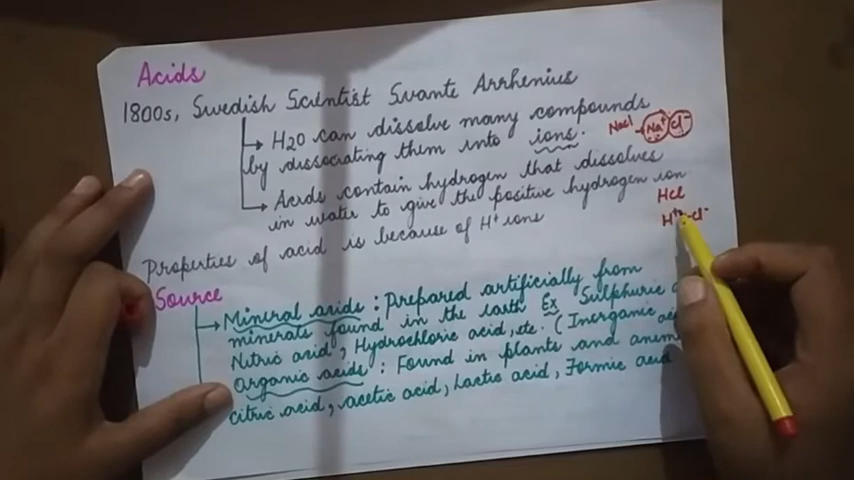 Acids
1800s, Swedish Scientist Svante Arrhenius
H2O can dissolve many compounds
by dissociating them into ions.
Nacl Na+ Cl-
Acids contain hydrogen that dissolves
in water to give the positive hydrogen ion
Hcl
H+ cl-
Properties of acid is because of H+ ions
Source
Mineral acids : Prepared artificially from
minerals found in the earth Ex Sulphuric
Nitric acid, Hydrochloric acid, etc. (Inorganic
Organic acids : Found in plants and
citric acid, acetic acid, Lactic acid, Formic acid